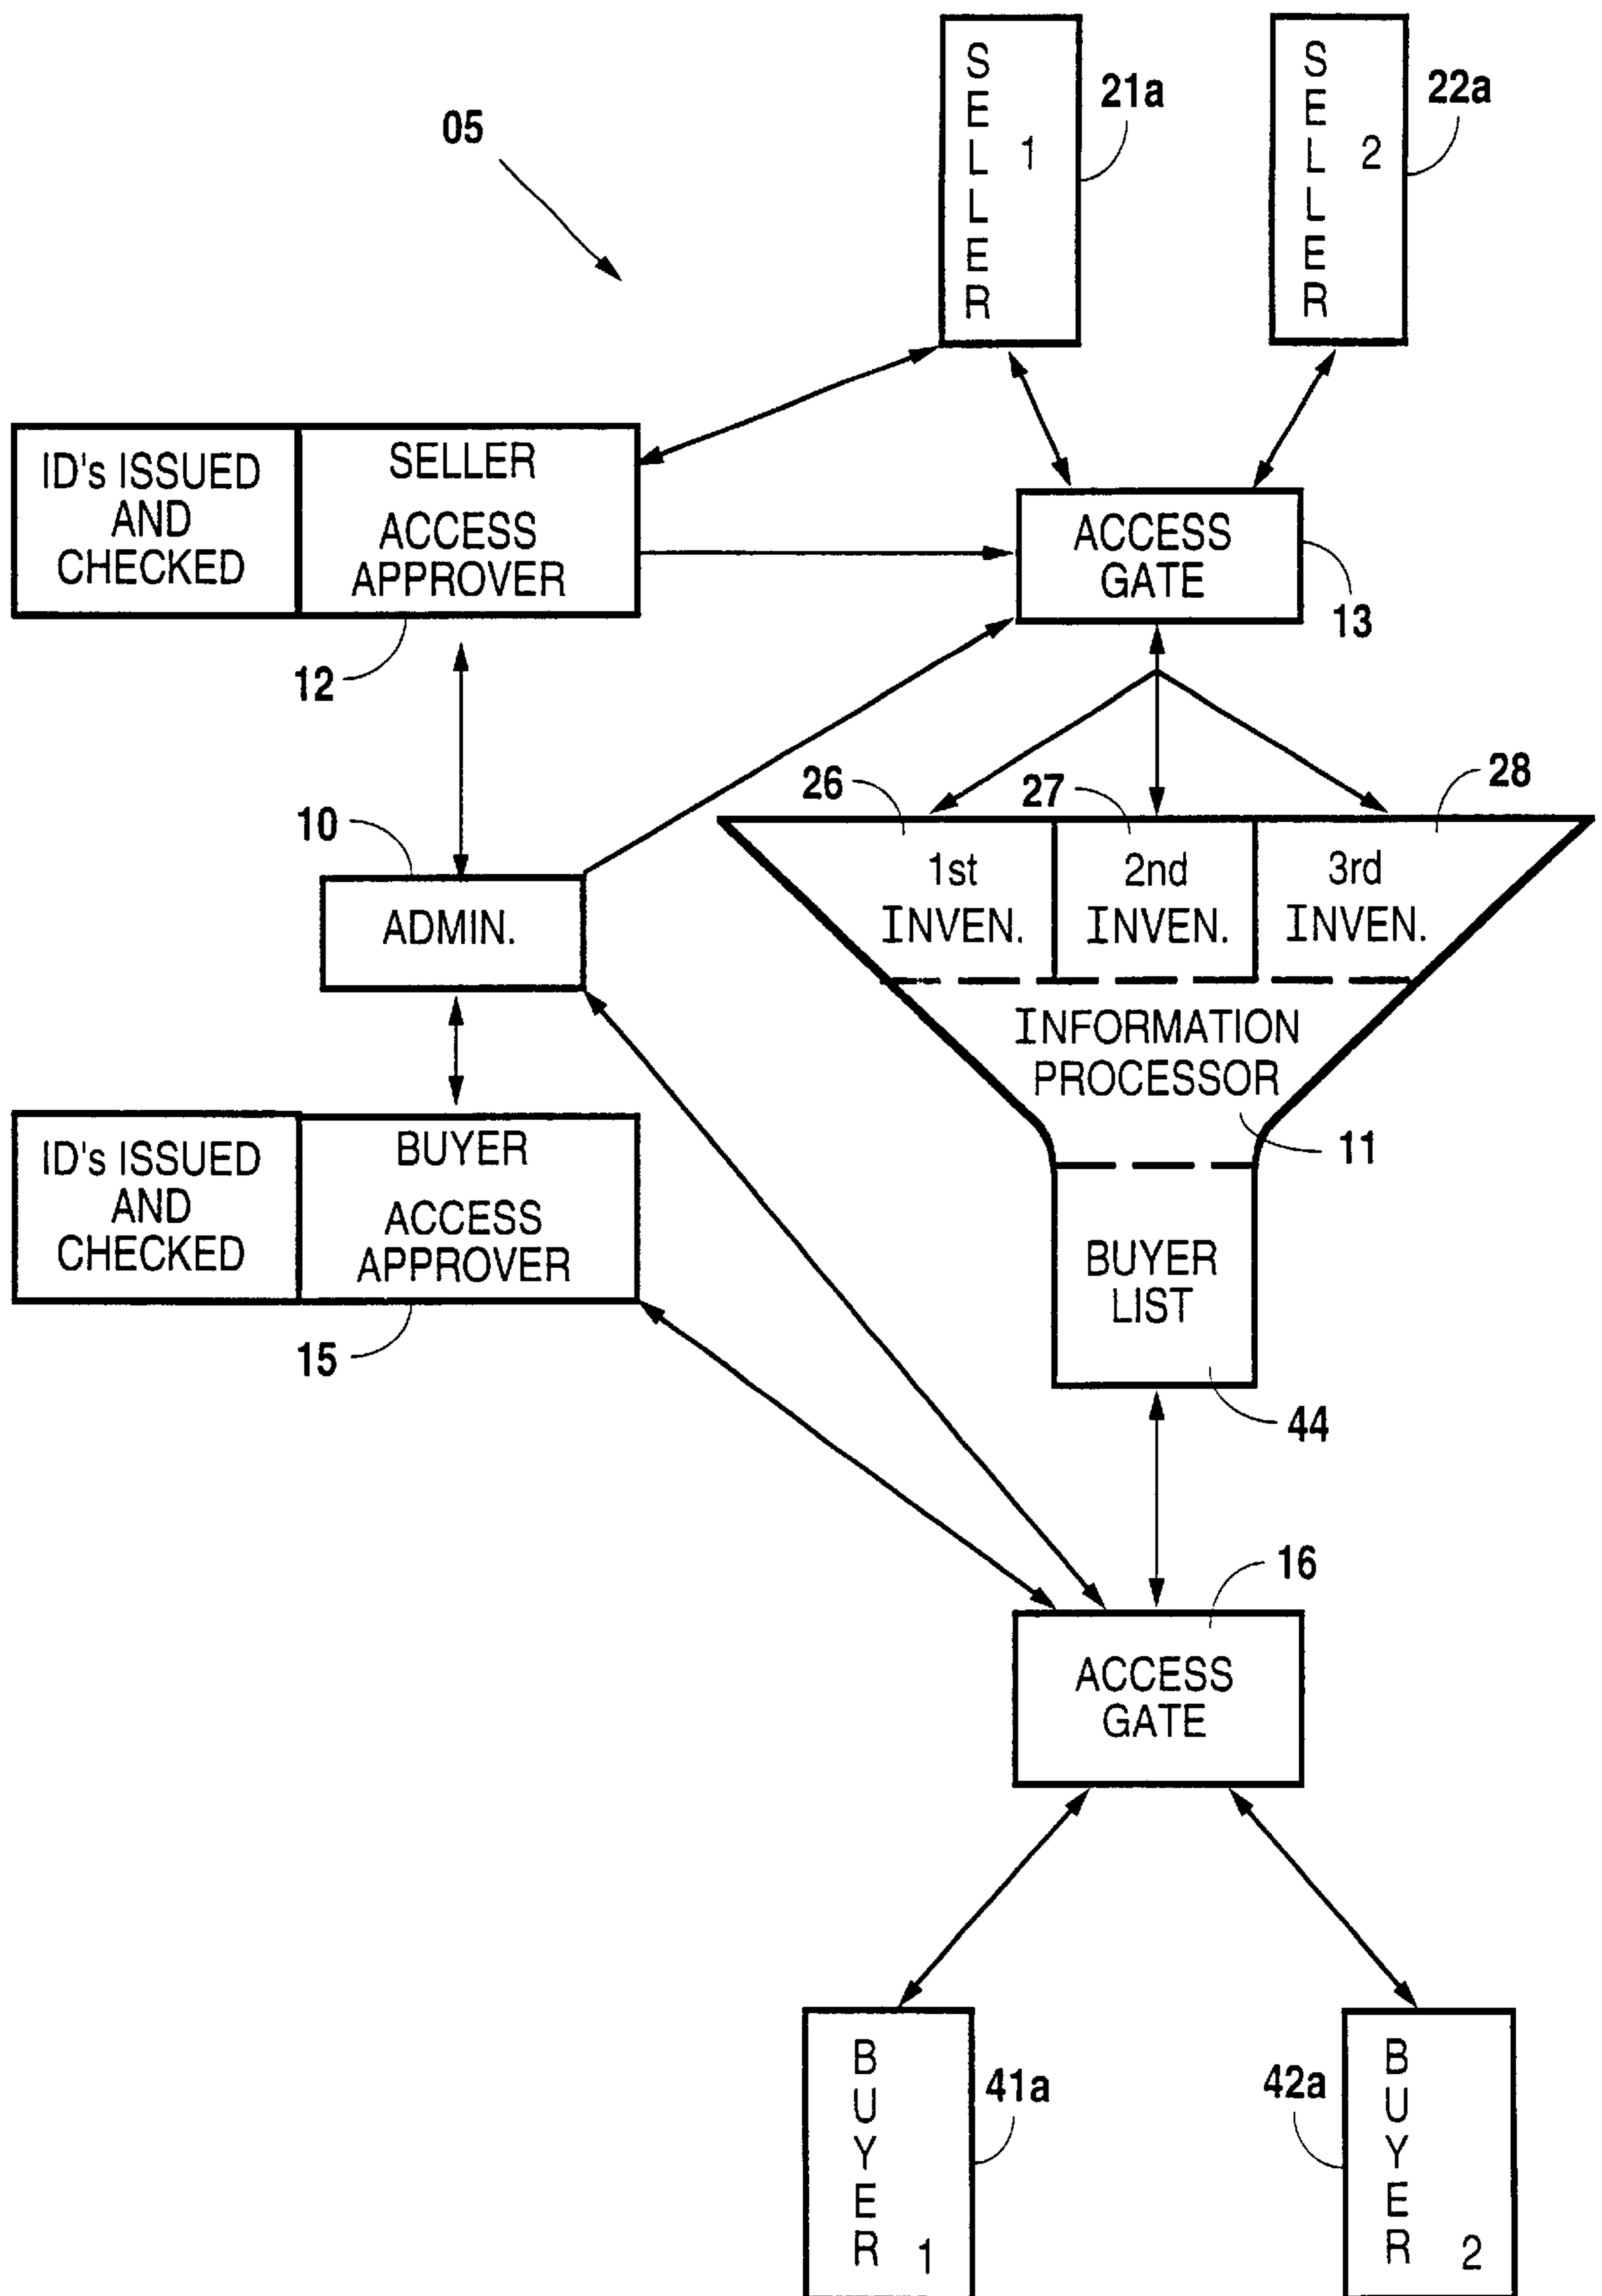 SELLER 1
21a
SELLER 2
22a
05
ID's ISSUED
AND
CHECKED
SELLER
ACCESS
APPROVER
12
ACCESS
GATE
13
10
ADMIN.
26
27
28
1st
INVEN.
2nd
INVEN.
3rd
INVEN.
INFORMATION
PROCESSOR
11
ID's ISSUED
AND
CHECKED
BUYER
ACCESS
APPROVER
15
BUYER
LIST
44
16
ACCESS
GATE
BUYER 1
41a
42a
BUYER 2